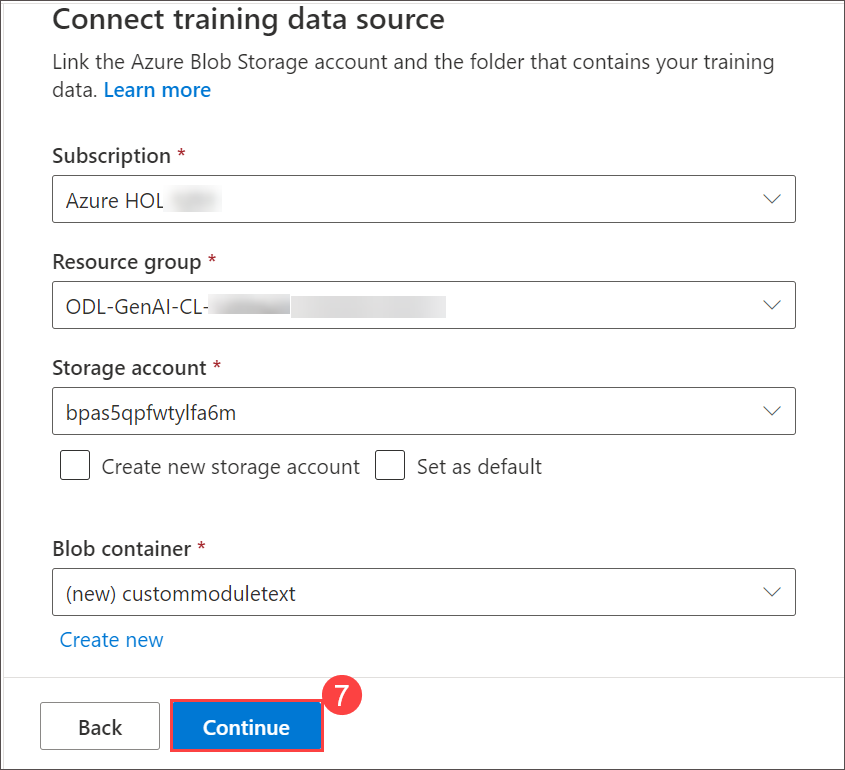 Connect training data source
Link the Azure Blob Storage account and the folder that contains your training
data. Learn more
Subscription *
Azure HOL
Resource group *
ODL-GenAI-CL-
Storage account *
bpas5qpfwtylfa6m
Create new storage account Set as default
Blob container *
(new) custommoduletext
Create new
7
Back Continue